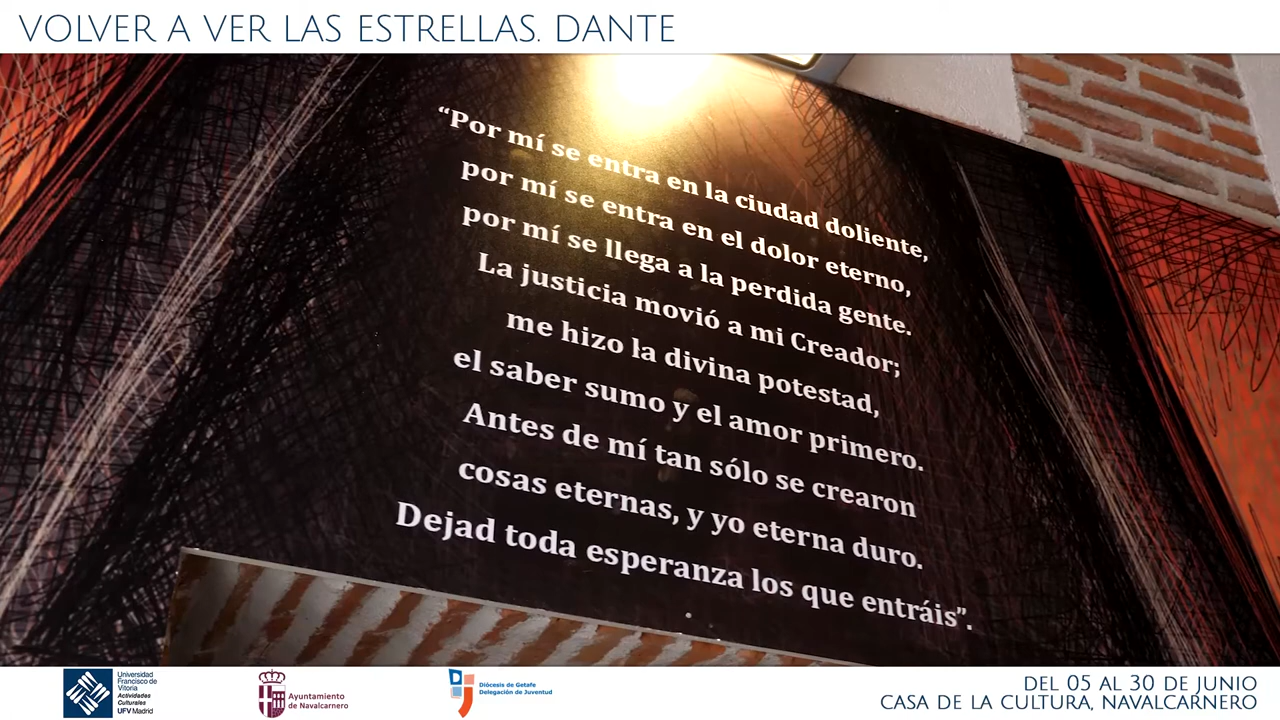 VOLVER A VER LAS ESTRELLAS. DANTE
“Por mí se entra en la ciudad doliente,
por mí se entra en el dolor eterno,
por mí se llega a la perdida gente.
La justicia movió a mi Creador;
me hizo la divina potestad,
el saber sumo y el amor primero.
Antes de mí tan sólo se crearon
cosas eternas, y yo eterna duro.
Dejad toda esperanza los que entráis”.
Universidad
Francisco de
Vitoria
Actividades
Culturales
UFV Madrid
Ayuntamiento
de Navalcarnero
Diócesis de Getafe
Delegación de Juventud
DEL 05 AL 30 DE JUNIO
CASA DE LA CULTURA, NAVALCARNERO